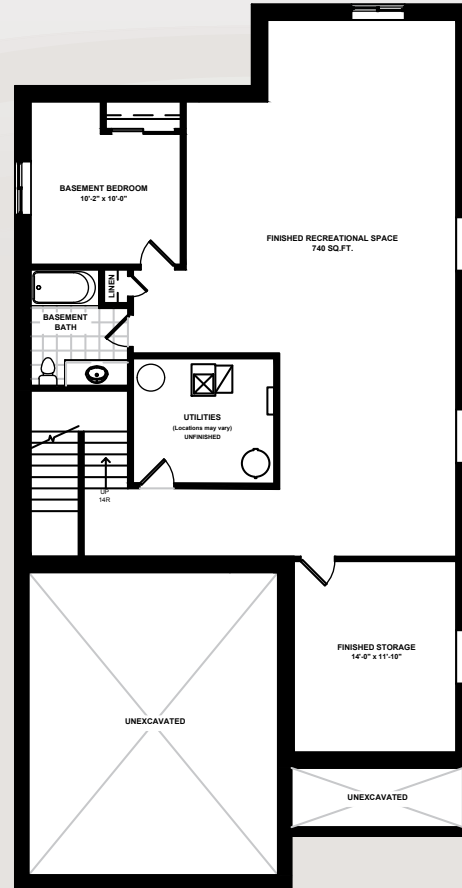 BASEMENT BEDROOM
10'-2" x 10'-0"
FINISHED RECREATIONAL SPACE
740 SQ.FT.
LINEN
BASEMENT
BATH
UTILITIES
(Locations may vary)
UNFINISHED
UP
14R
FINISHED STORAGE
14'-0" x 11'-10"
UNEXCAVATED
UNEXCAVATED